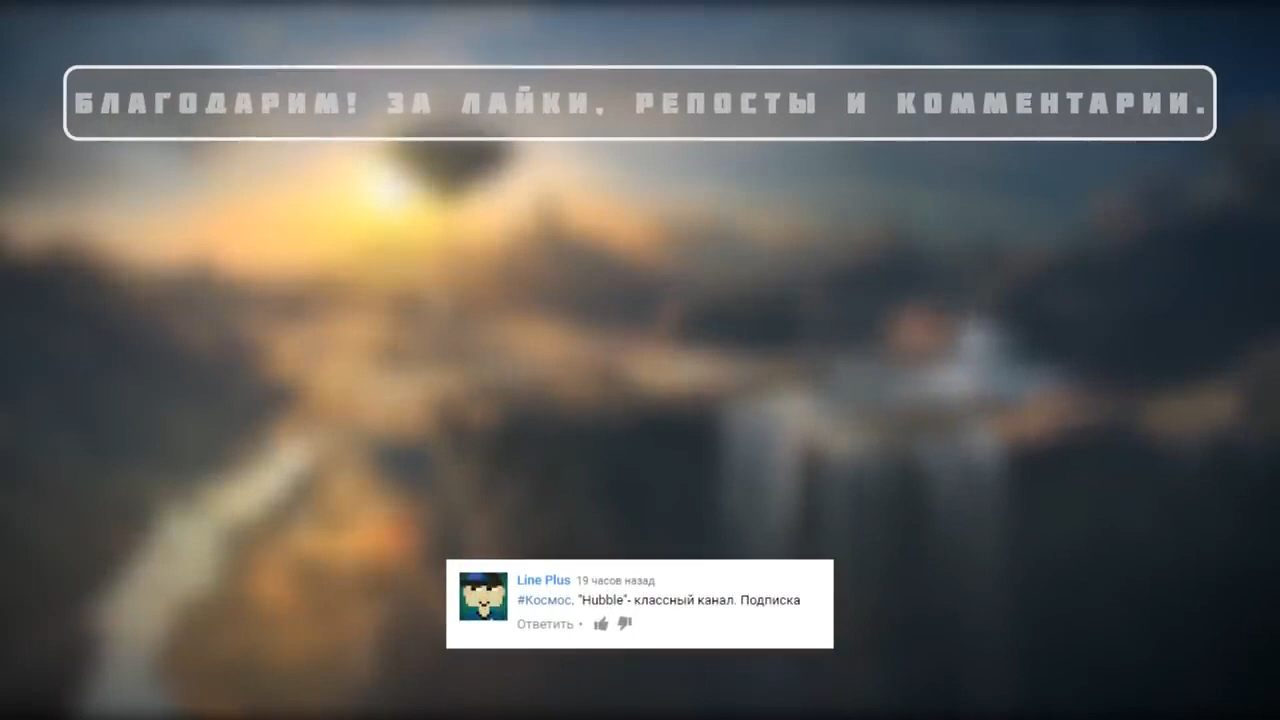 БЛАГОДАРИМ! ЗА ЛАЙКИ, РЕПОСТЫ И КОММЕНТАРИИ.
Line Plus 19 часов назад
#Космос. "Hubble"- классный канал. Подписка
Ответить •